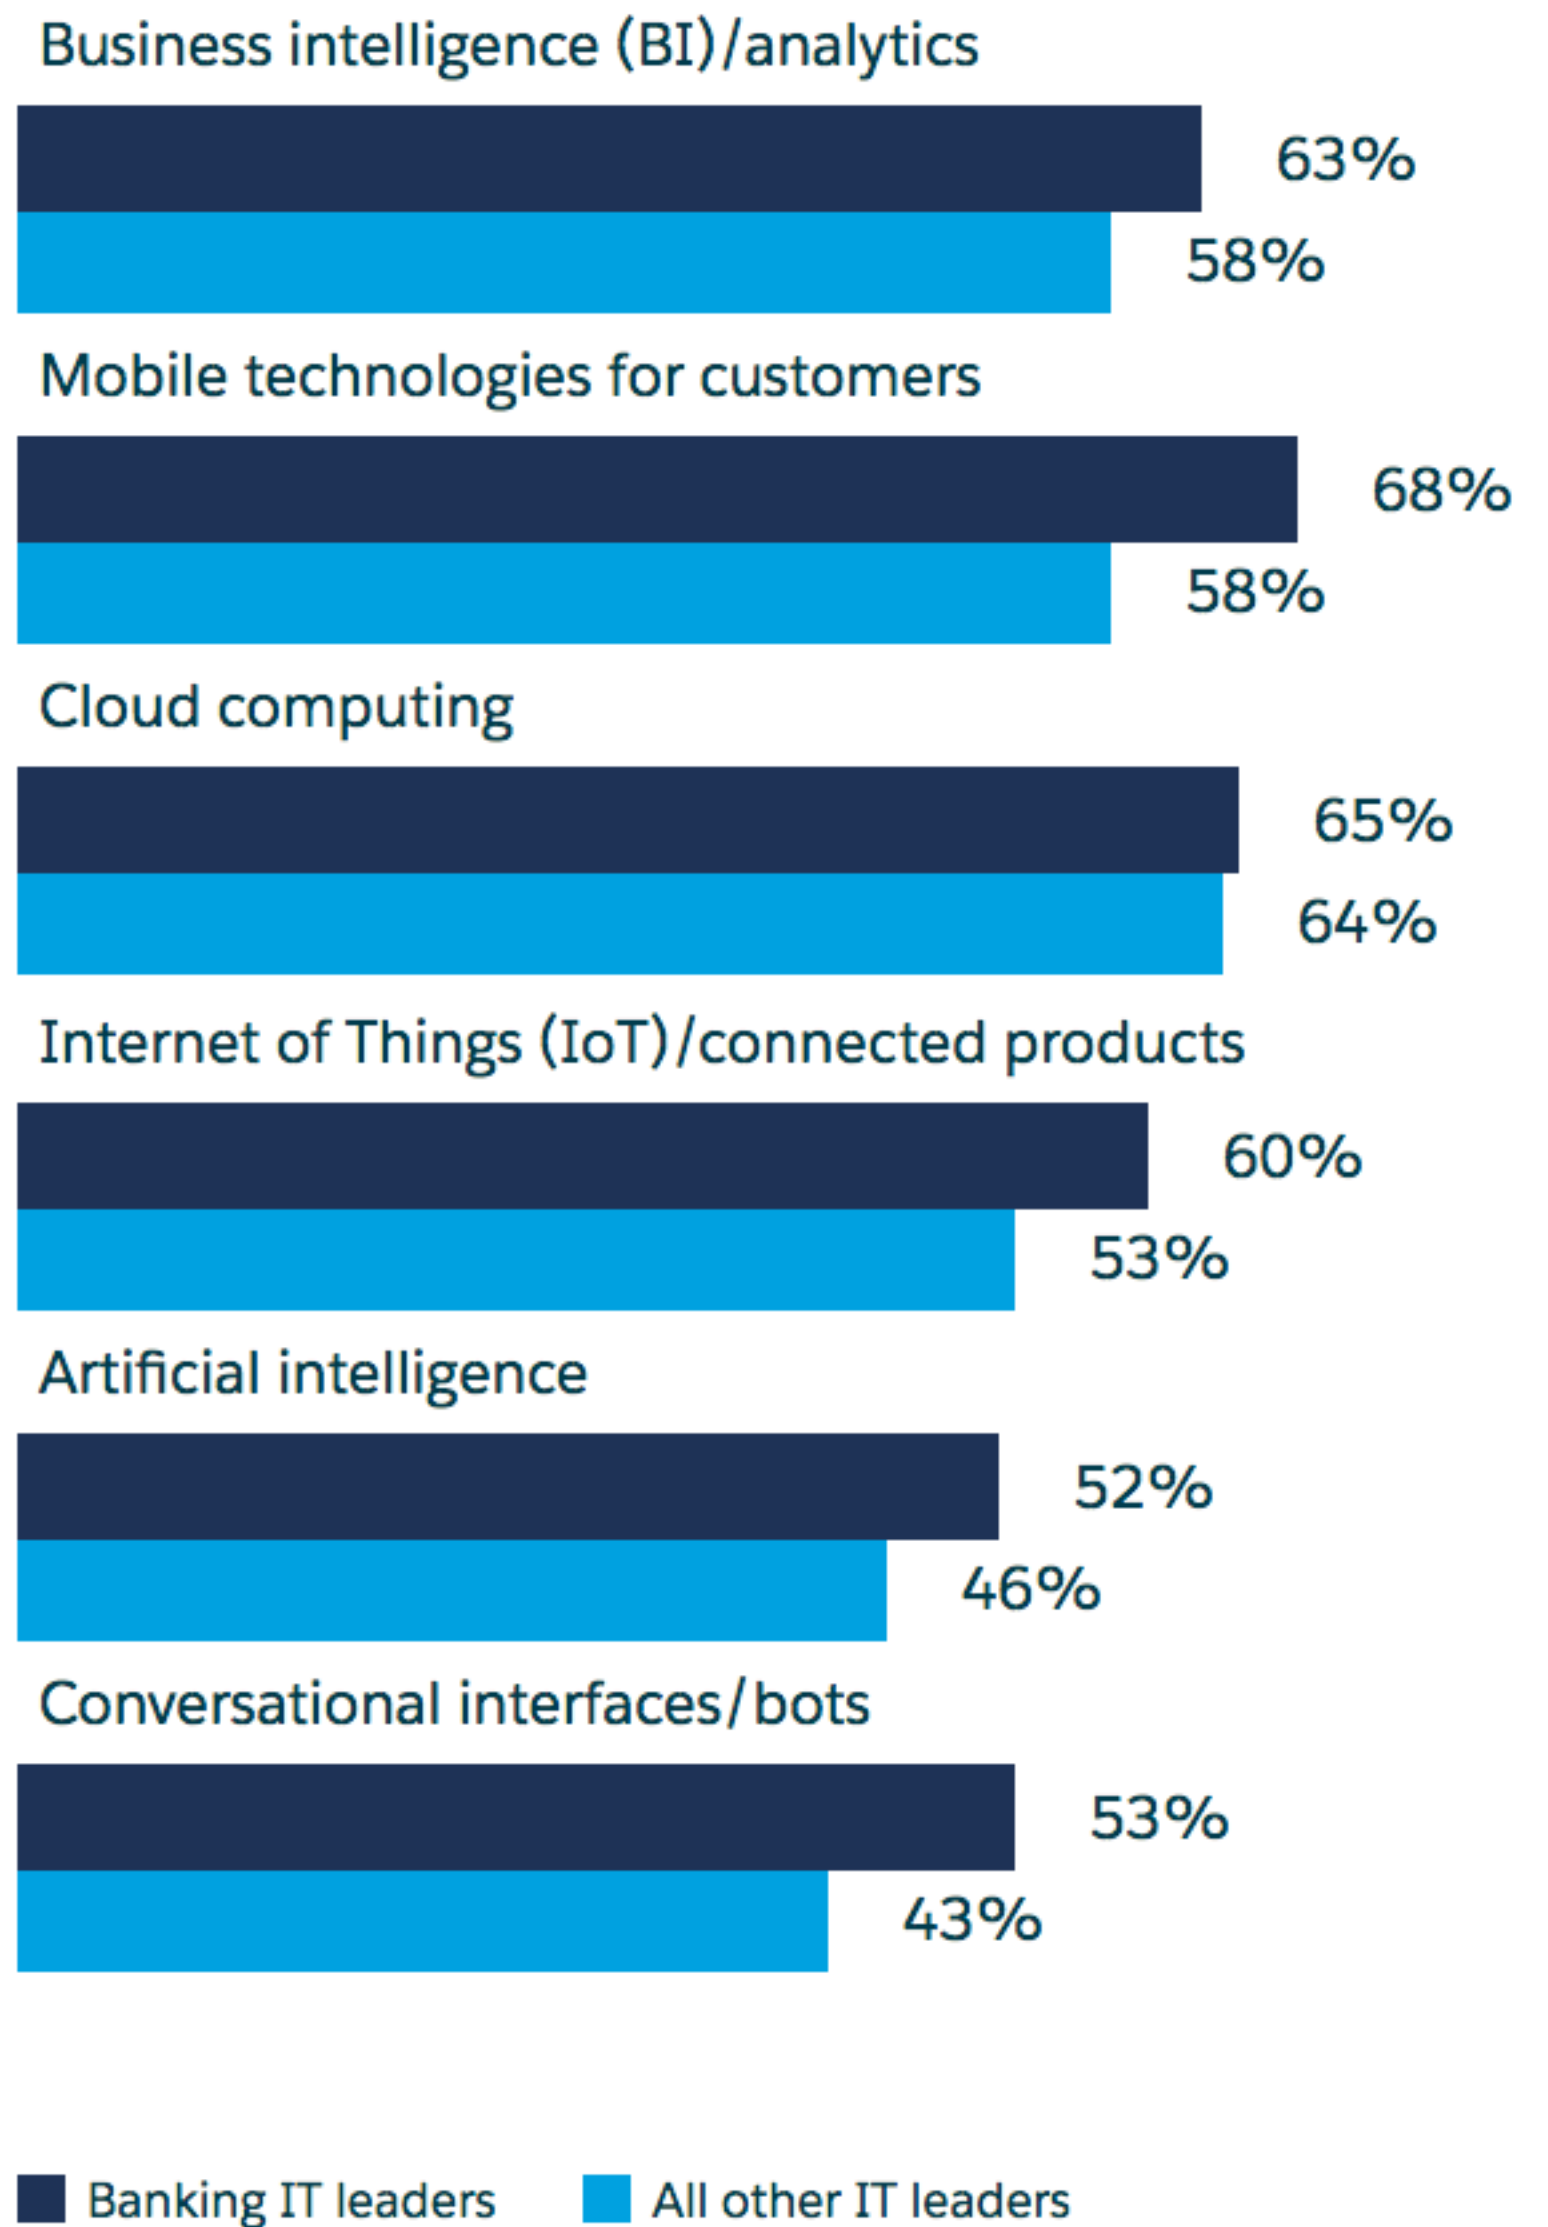 Business intelligence (BI)/analytics
63%
58%
Mobile technologies for customers
68%
58%
Cloud computing
65%
64%
Internet of Things (IoT)/connected products
60%
53%
Artificial intelligence
52%
46%
Conversational interfaces/bots
53%
43%
Banking IT leaders All other IT leaders